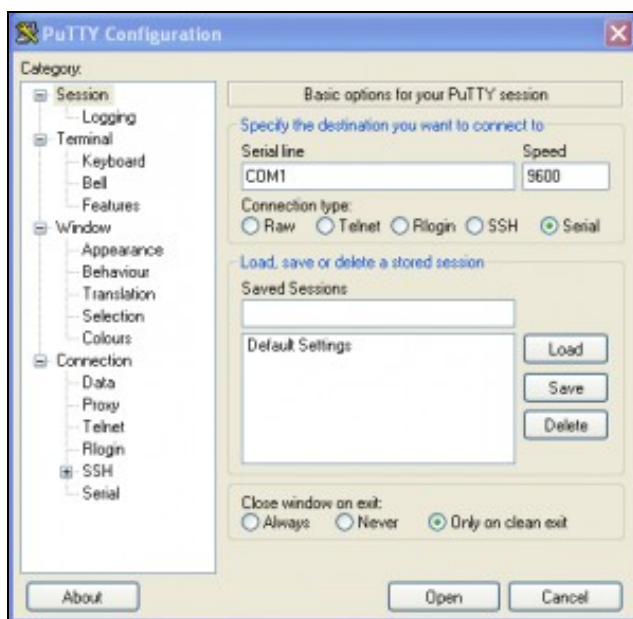 PuTTY Configuration
Category:
Session
Logging
Terminal
Keyboard
Bell
Features
Window
Appearance
Behaviour
Translation
Selection
Colours
Connection
Data
Proxy
Telnet
Rlogin
SSH
Serial
Basic options for your PuTTY session
Specify the destination you want to connect to
Serial line Speed
COM1 9600
Connection type:
Raw Telnet Rlogin SSH Serial
Load, save or delete a stored session
Saved Sessions
Default Settings
Load
Save
Delete
Close window on exit:
Always Never Only on clean exit
About Open Cancel